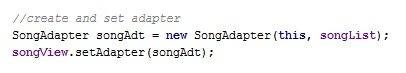 //create and set adapter
SongAdapter songAdt = new SongAdapter(this, songList);
songView.setAdapter(songAdt);